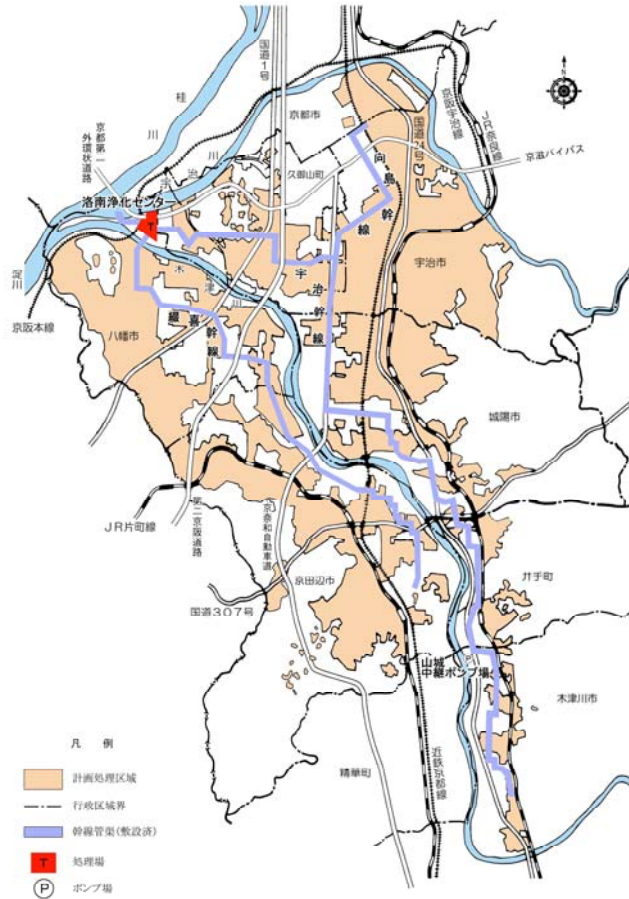 国道1号
桂川
京都市
京阪宇治線
JR奈良線
国道24号
京都第一外環状道路
宇治川
久御山町
京滋バイパス
向島幹線
洛南浄化センター
T
淀川
木津川
宇治幹線
宇治市
京阪本線
八幡市
綴喜幹線
城陽市
JR片町線
第二京阪道路
京奈和自動車道
京田辺市
国道307号
井手町
山城
中継ポンプ場
P
木津川市
精華町
近鉄京都線
凡 例
計画処理区域
行政区域界
幹線管渠(敷設済)
T 処理場
P ポンプ場
N